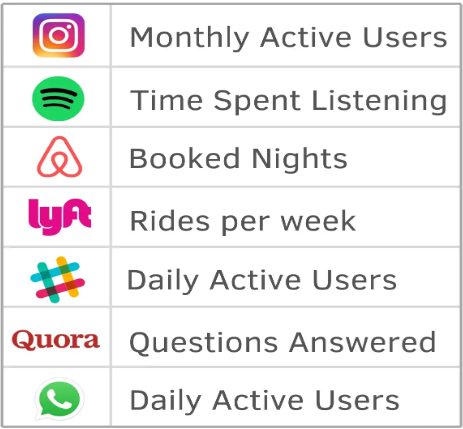 Monthly Active Users
Time Spent Listening
Booked Nights
lyft Rides per week
Daily Active Users
Quora Questions Answered
Daily Active Users